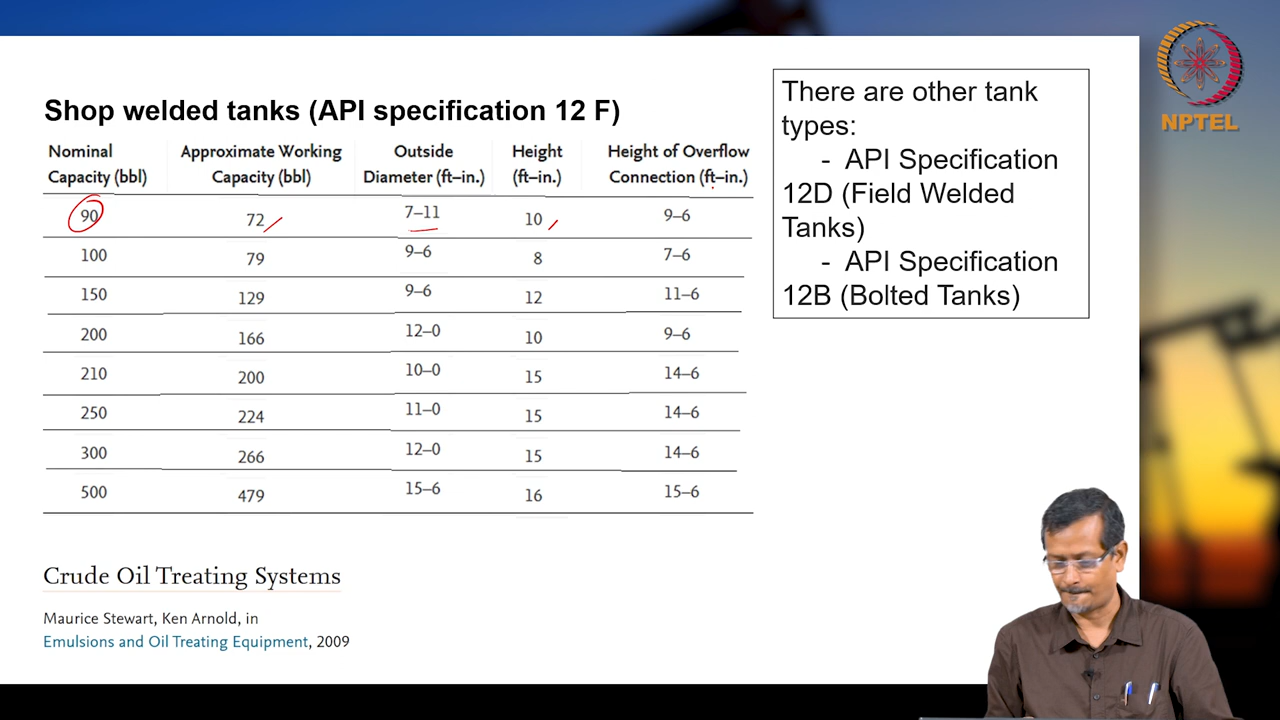 NPTEL
Shop welded tanks (API specification 12 F)
Nominal Capacity (bbl) Approximate Working Capacity (bbl) Outside Diameter (ft–in.) Height (ft–in.) Height of Overflow Connection (ft–in.)
90 72 7–11 10 9–6
100 79 9–6 8 7–6
150 129 9–6 12 11–6
200 166 12–0 10 9–6
210 200 10–0 15 14–6
250 224 11–0 15 14–6
300 266 12–0 15 14–6
500 479 15–6 16 15–6
There are other tank
types:
- API Specification
12D (Field Welded
Tanks)
- API Specification
12B (Bolted Tanks)
Crude Oil Treating Systems
Maurice Stewart, Ken Arnold, in
Emulsions and Oil Treating Equipment, 2009